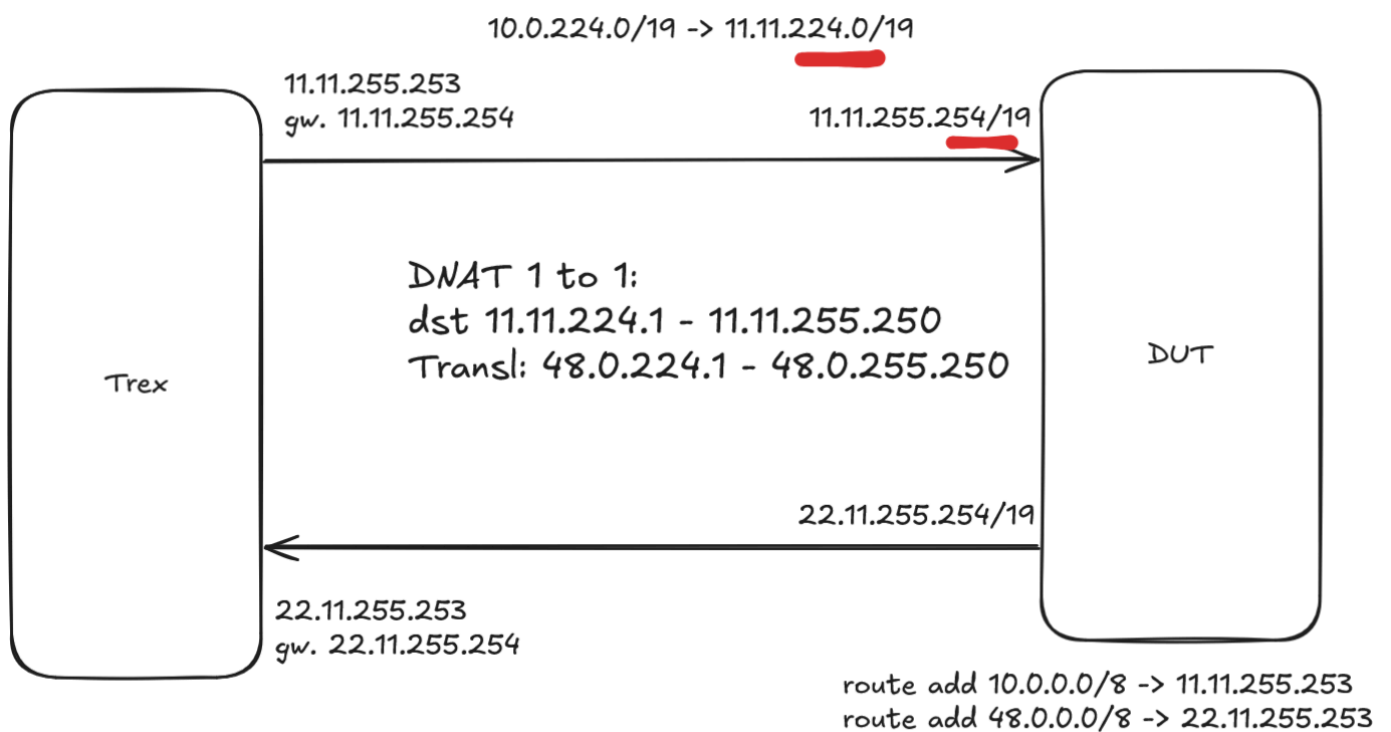 10.0.224.0/19 -> 11.11.224.0/19
11.11.255.253
gw. 11.11.255.254
11.11.255.254/19
DNAT 1 to 1:
dst 11.11.224.1 - 11.11.255.250
Transl: 48.0.224.1 - 48.0.255.250
Trex
DUT
22.11.255.254/19
22.11.255.253
gw. 22.11.255.254
route add 10.0.0.0/8 -> 11.11.255.253
route add 48.0.0.0/8 -> 22.11.255.253